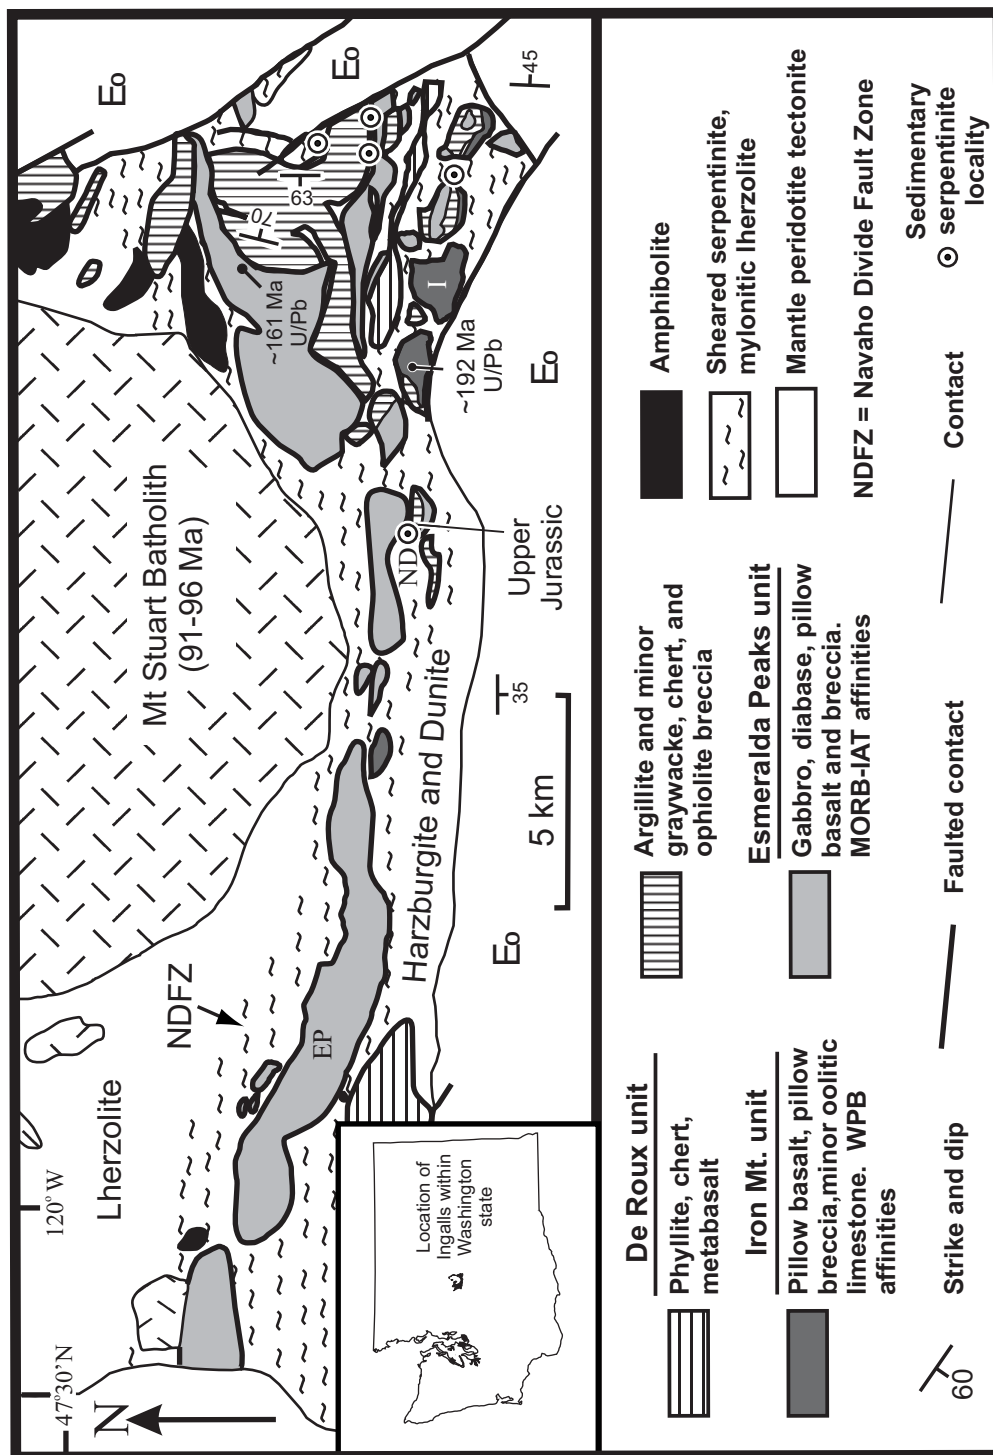 47°30'N
120° W
N
Lherzolite
NDFZ
Mt Stuart Batholith
(91-96 Ma)
Eo
Eo
~161 Ma
U/Pb
70
63
I
45
~192 Ma
U/Pb
Eo
EP
ND
Upper
Jurassic
Harzburgite and Dunite
35
5 km
Eo
Location of
Ingalls within
Washington
state
De Roux unit
Phyllite, chert,
metabasalt
Iron Mt. unit
Pillow basalt, pillow
breccia,minor oolitic
limestone. WPB
affinities
Argillite and minor
graywacke, chert, and
ophiolite breccia
Esmeralda Peaks unit
Gabbro, diabase, pillow
basalt and breccia.
MORB-IAT affinities
Amphibolite
Sheared serpentinite,
mylonitic lherzolite
Mantle peridotite tectonite
NDFZ = Navaho Divide Fault Zone
60
Strike and dip
Faulted contact
Contact
Sedimentary
serpentinite
locality